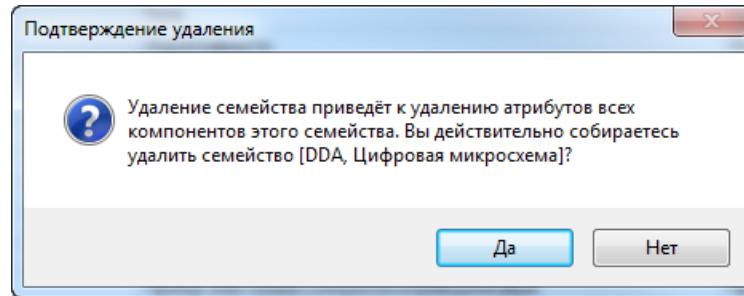 Подтверждение удаления
Удаление семейства приведёт к удалению атрибутов всех
компонентов этого семейства. Вы действительно собираетесь
удалить семейство [DDA, Цифровая микросхема]?
Да
Нет